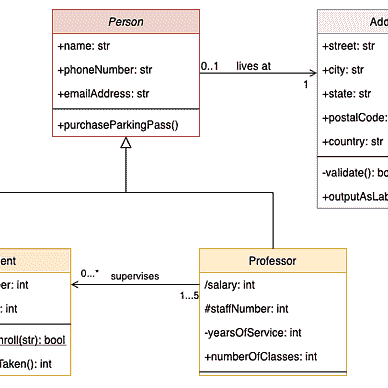 Person
+name: str
+phoneNumber: str
+emailAddress: str
+purchaseParkingPass()
0..1 lives at
1
+street: str
+city: str
+state: str
+postalCode:
+country: str
-validate(): bo
+outputAsLab
ent
er: int
: int
nroll(str): bool
Taken(): int
0...* supervises
1...5
Professor
/salary: int
#staffNumber: int
-yearsOfService: int
+numberOfClasses: int